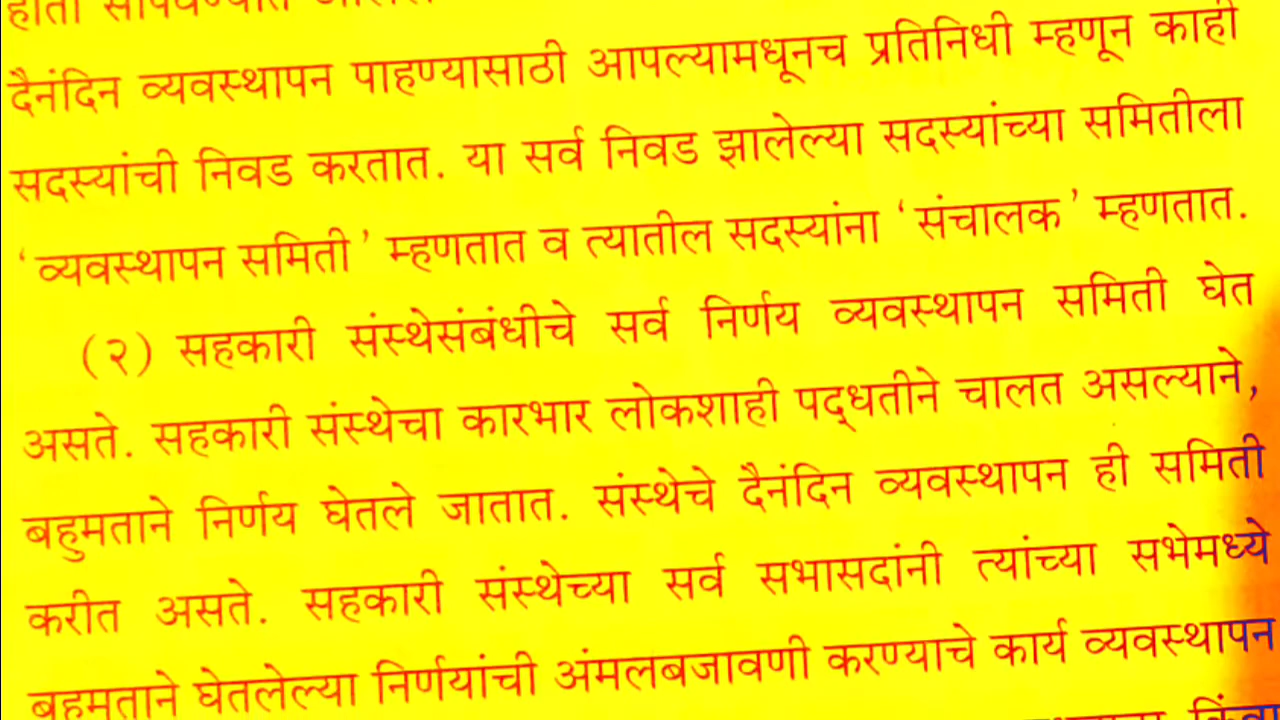 दैनंदिन व्यवस्थापन पाहण्यासाठी आपल्यामधूनच प्रतिनिधी म्हणून काही
सदस्यांची निवड करतात. या सर्व निवड झालेल्या सदस्यांच्या समितीला
‘व्यवस्थापन समिती’ म्हणतात व त्यातील सदस्यांना ‘संचालक’ म्हणतात.
(२) सहकारी संस्थेसंबंधीचे सर्व निर्णय व्यवस्थापन समिती घेत
असते. सहकारी संस्थेचा कारभार लोकशाही पद्धतीने चालत असल्याने,
बहुमताने निर्णय घेतले जातात. संस्थेचे दैनंदिन व्यवस्थापन ही समिती
करीत असते. सहकारी संस्थेच्या सर्व सभासदांनी त्यांच्या सभेमध्ये
बहुमताने घेतलेल्या निर्णयांची अंमलबजावणी करण्याचे कार्य व्यवस्थापन
किंवा